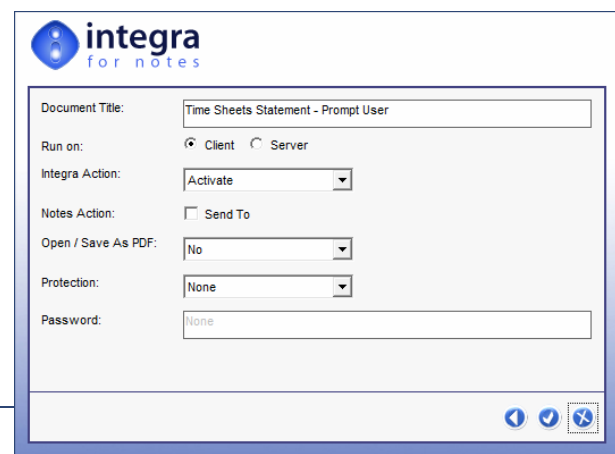 integra
for notes
Document Title: Time Sheets Statement - Prompt User
Run on: Client Server
Integra Action: Activate
Notes Action: Send To
Open / Save As PDF: No
Protection: None
Password: None